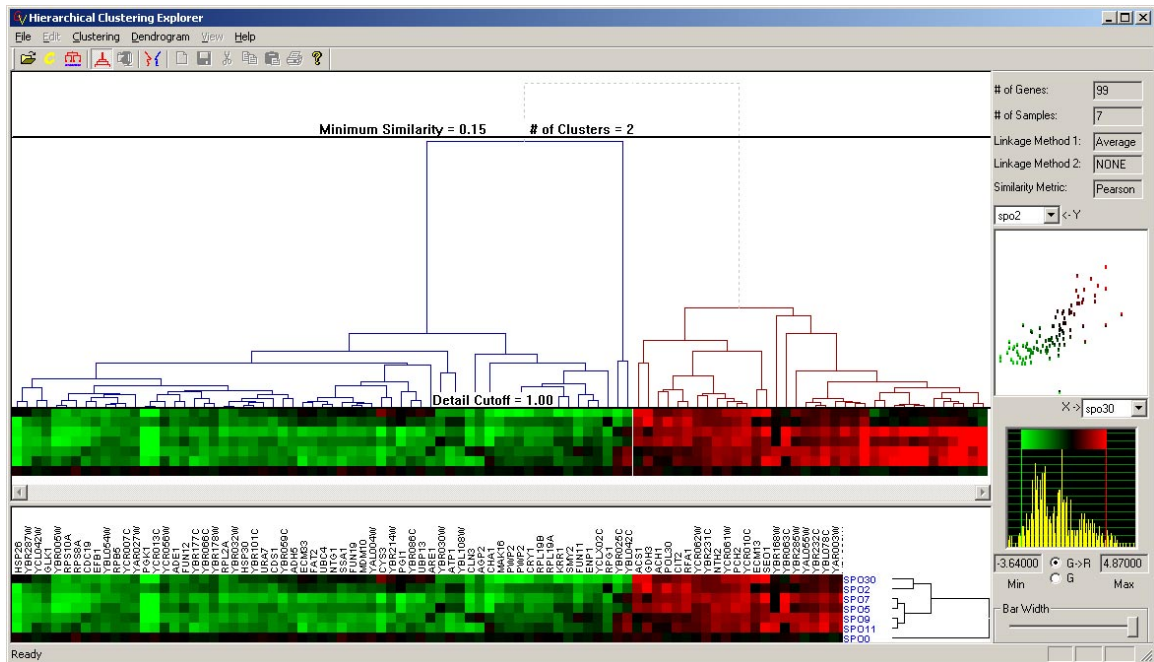 Hierarchical Clustering Explorer
File Edit Clustering Dendrogram View Help
Minimum Similarity = 0.15 # of Clusters = 2
Detail Cutoff = 1.00
# of Genes: 99
# of Samples: 7
Linkage Method 1: Average
Linkage Method 2: NONE
Similarity Metric: Pearson
spo2 <-Y
X -> spo30
-3.64000 G->R 4.87000
Min G Max
Bar Width
HSP26
YBR287W
YCL042W
GLK1
YBR005W
RPS10A
RPS8A
CDC19
EFB1
YBL054W
RPB5
YCR007C
YAR027W
PGK1
YCR013C
YCR056W
ADE1
FUN12
YBR177C
YBR066C
YBR178W
RPL2A
YBR032W
HSP30
YBR101C
URA7
CDS1
YBR059C
ADH5
ECM33
FAT2
UBC4
NTG1
SSA1
FUN19
MDM10
YAL004W
CYS3
YBR214W
PGI1
YBR086C
UBP13
ARE1
YBR030W
ATP1
YBL108W
CLN3
AGP2
CHA1
MAK16
PWP2
PWP2
CRY1
RPL19B
RPL19A
KRR1
SMY2
FUN11
ENP1
YCLX02C
RPG1
YBR025C
YBL042C
ACS1
GDH3
ACH1
POL30
CIT2
RFA1
YCR062W
YBL231C
NTH2
YCR061W
PCH2
YCR010C
ECM13
SEO1
YBR168W
YBR063C
YBR285W
YAL055W
YBR232C
YBL078C
YAR003W
SPO30
SPO2
SPO7
SPO5
SPO9
SPO11
SPO0
Ready